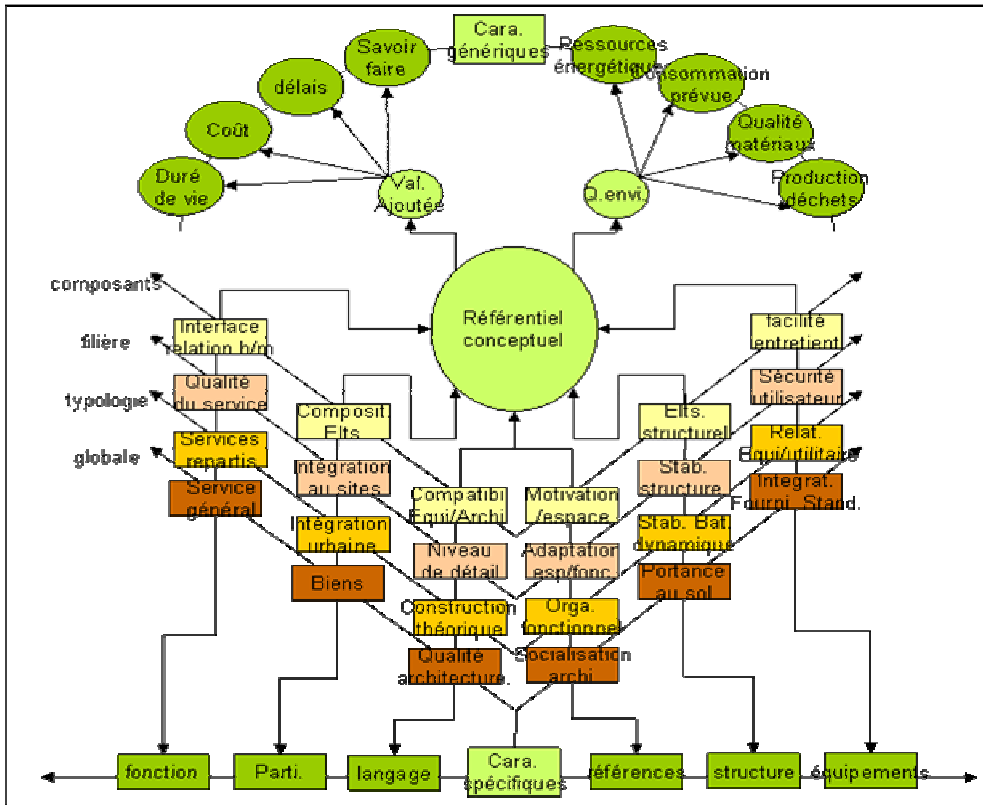 Cara.
génériques
Savoir
faire
Ressources
énergétiques
délais
Consommation
prévue
Coût
Qualité
matériaux
Duré
de vie
Val.
Ajoutée
Q.envi.
Production
déchets
composants
Référentiel
conceptuel
Interface
relation h/m
facilité
entretient
filière
Qualité
du service
Sécurité
utilisateur
typologie
Composit.
Elts.
Elts.
structurel
Services
repartis
Relat.
Equi/utilitaire
globale
Intégration
au sites
Stab.
structure
Service
général
Compatibi
Equi/Archi
Motivation
/espace
Integrat.
Fourni. Stand.
Intégration
urbaine
Stab. Bat.
dynamique
Niveau
de détail
Adaptation
esp/fonc
Biens
Portance
au sol
Construction
théorique
Orga.
fonctionnel
Qualité
architecture.
Socialisation
archi
fonction
Parti.
langage
Cara.
spécifiques
références
structure
équipements